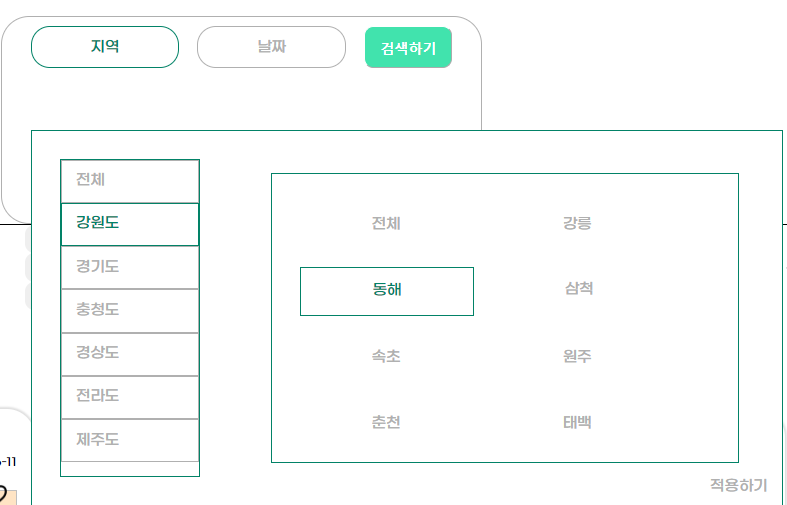 지역 날짜 검색하기
전체
강원도
경기도
충청도
경상도
전라도
제주도
전체 강릉
동해 삼척
속초 원주
춘천 태백
적용하기
-11